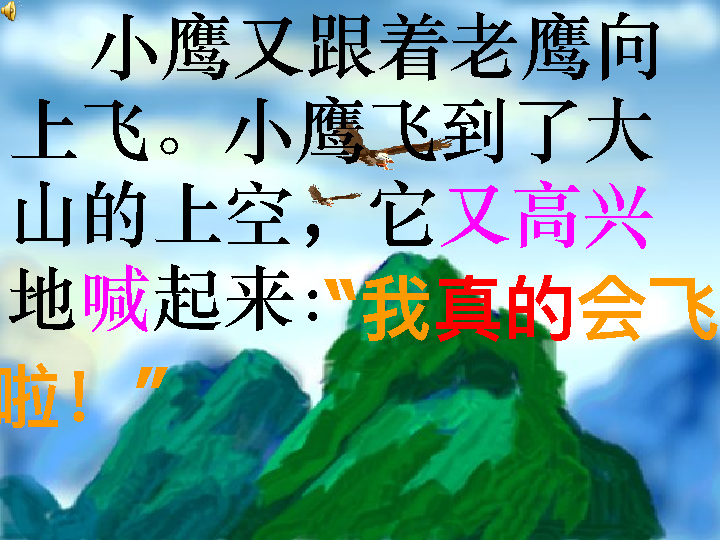 小鹰又跟着老鹰向
上飞。小鹰飞到了大
山的上空，它又高兴
地喊起来:“我真的会飞
啦！”